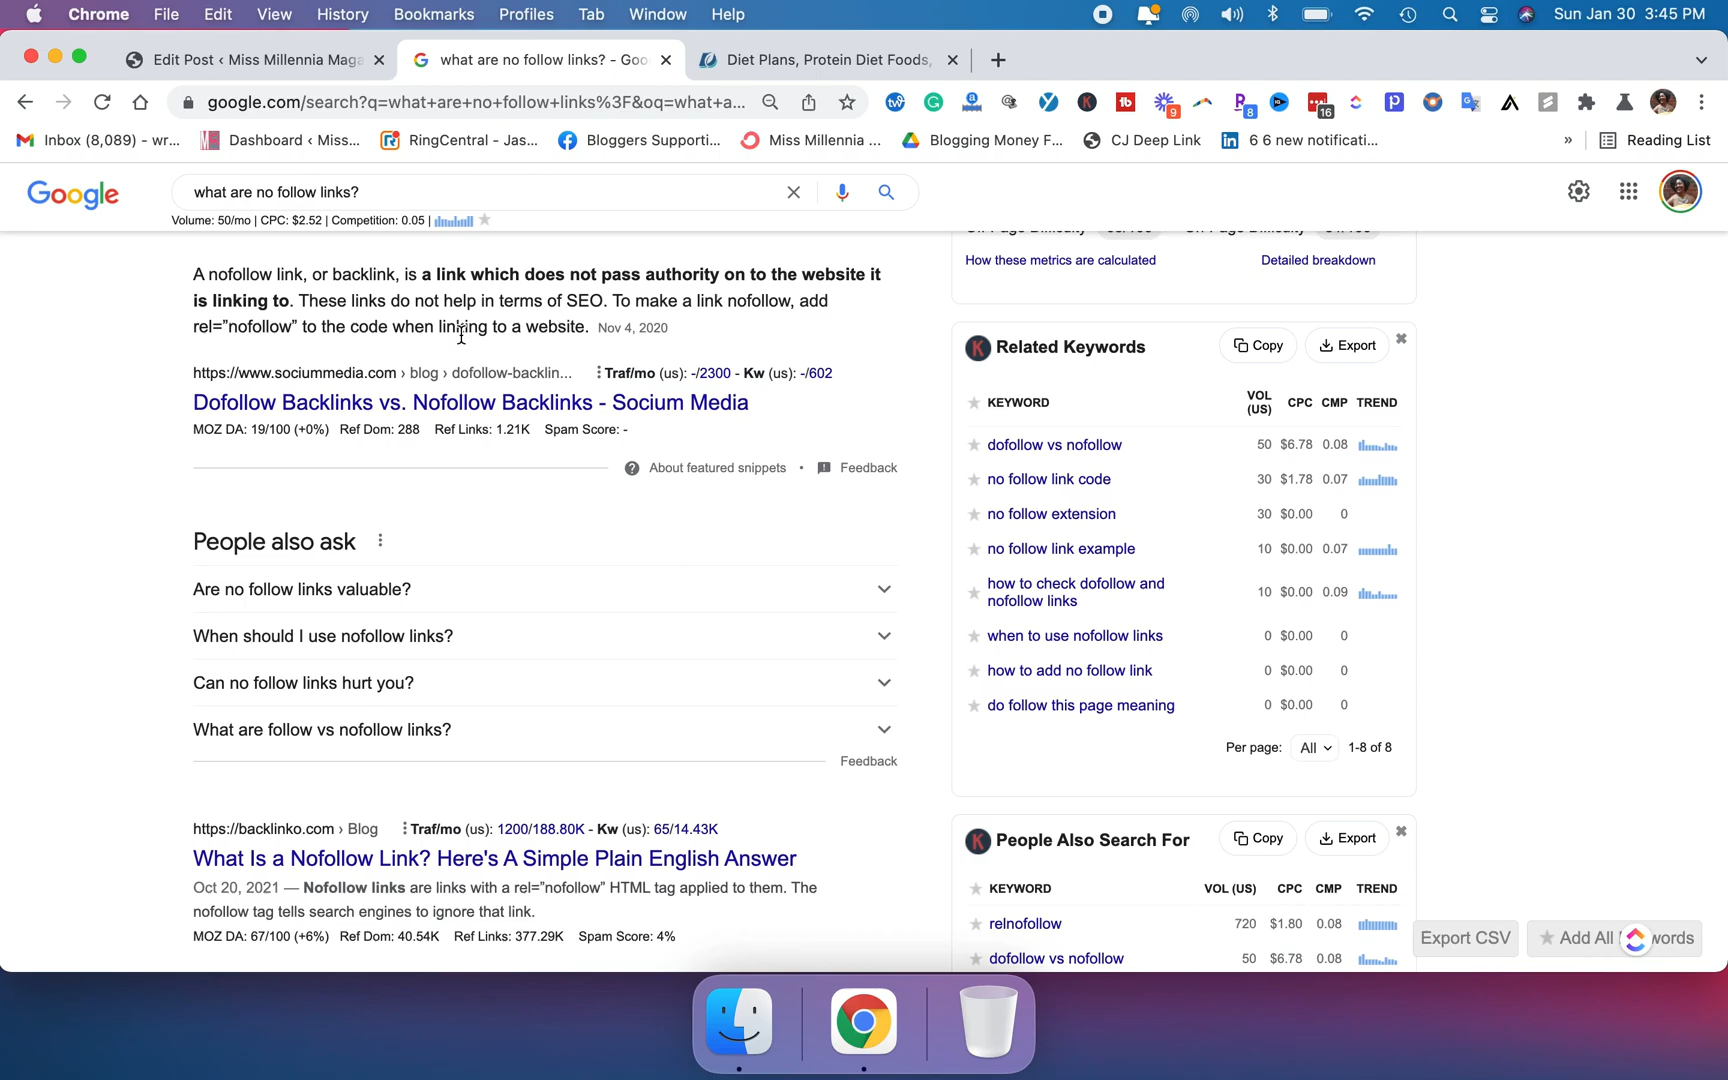 Chrome File Edit View History Bookmarks Profiles Tab Window Help Sun Jan 30 3:45 PM
Edit Post ‹ Miss Millennia Maga what are no follow links? - Goo Diet Plans, Protein Diet Foods,
google.com/search?q=what+are+no+follow+links%3F&oq=what+a...
9 8 16
Inbox (8,089) - wr... Dashboard ‹ Miss... RingCentral - Jas... Bloggers Supporti... Miss Millennia ... Blogging Money F... CJ Deep Link 6 6 new notificati... » Reading List
Google what are no follow links?
Volume: 50/mo | CPC: $2.52 | Competition: 0.05 |
How these metrics are calculated Detailed breakdown
A nofollow link, or backlink, is a link which does not pass authority on to the website it
is linking to. These links do not help in terms of SEO. To make a link nofollow, add
rel=”nofollow” to the code when linking to a website. Nov 4, 2020
https://www.sociummedia.com › blog › dofollow-backlin... Traf/mo (us): -/2300 - Kw (us): -/602
Dofollow Backlinks vs. Nofollow Backlinks - Socium Media
MOZ DA: 19/100 (+0%) Ref Dom: 288 Ref Links: 1.21K Spam Score: -
About featured snippets • Feedback
People also ask
Are no follow links valuable?
When should I use nofollow links?
Can no follow links hurt you?
What are follow vs nofollow links?
Feedback
https://backlinko.com › Blog Traf/mo (us): 1200/188.80K - Kw (us): 65/14.43K
What Is a Nofollow Link? Here's A Simple Plain English Answer
Oct 20, 2021 — Nofollow links are links with a rel=”nofollow” HTML tag applied to them. The
nofollow tag tells search engines to ignore that link.
MOZ DA: 67/100 (+6%) Ref Dom: 40.54K Ref Links: 377.29K Spam Score: 4%
K Related Keywords Copy Export
KEYWORD VOL (US) CPC CMP TREND
dofollow vs nofollow 50 $6.78 0.08
no follow link code 30 $1.78 0.07
no follow extension 30 $0.00 0
no follow link example 10 $0.00 0.07
how to check dofollow and
nofollow links 10 $0.00 0.09
when to use nofollow links 0 $0.00 0
how to add no follow link 0 $0.00 0
do follow this page meaning 0 $0.00 0
Per page: All 1-8 of 8
K People Also Search For Copy Export
KEYWORD VOL (US) CPC CMP TREND
relnofollow 720 $1.80 0.08
dofollow vs nofollow 50 $6.78 0.08
Export CSV Add All